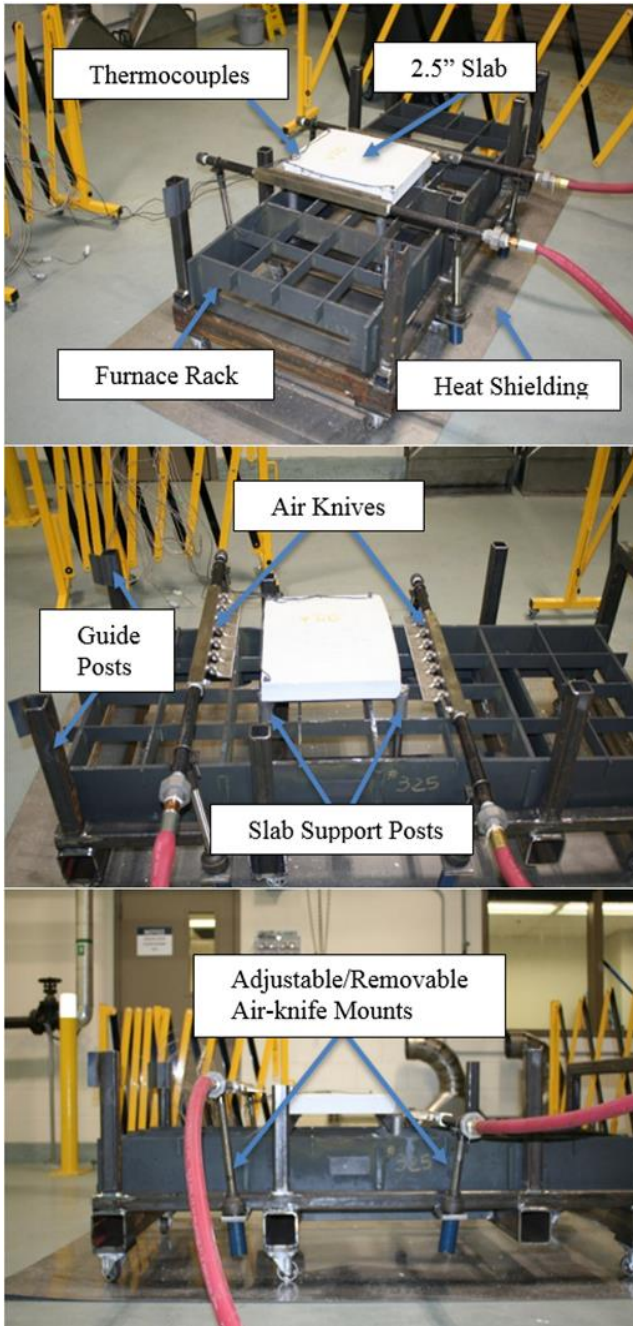 Thermocouples
2.5” Slab
Furnace Rack
Heat Shielding
Air Knives
Guide
Posts
#325
Slab Support Posts
Adjustable/Removable
Air-knife Mounts
NOTICE
#325